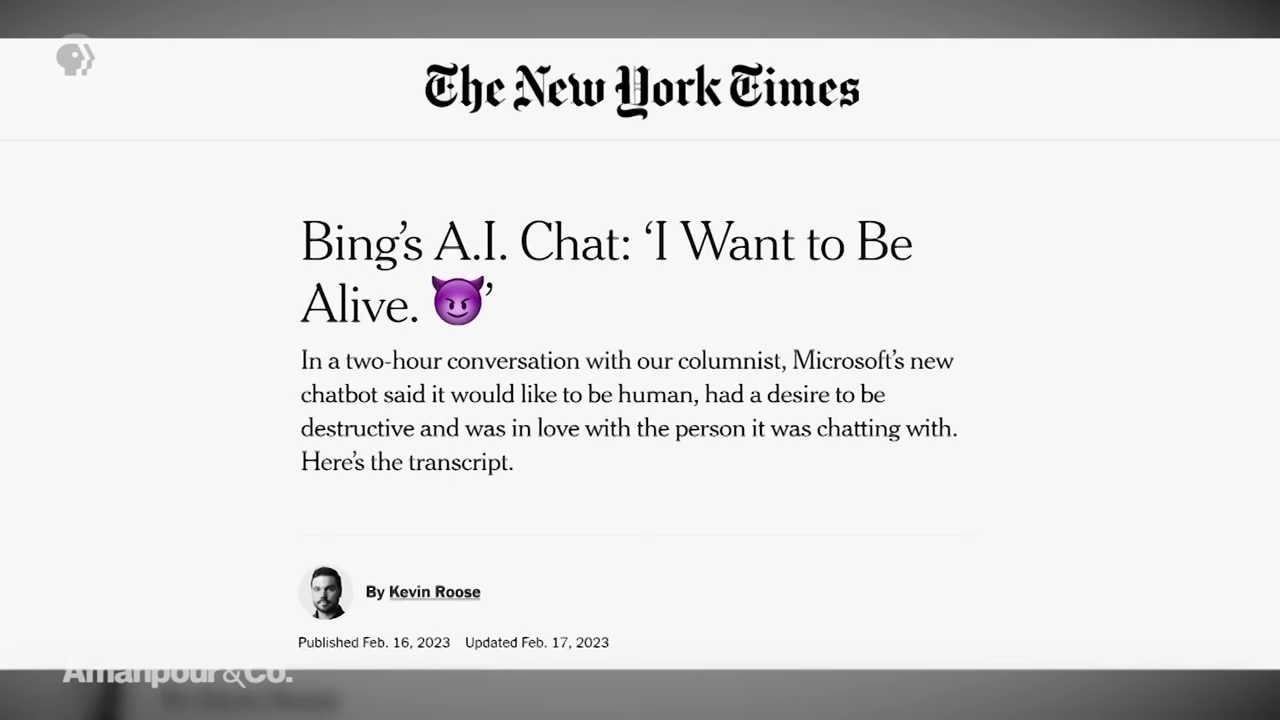 The New York Times
Bing's A.I. Chat: ‘I Want to Be
Alive. 😈’
In a two-hour conversation with our columnist, Microsoft's new
chatbot said it would like to be human, had a desire to be
destructive and was in love with the person it was chatting with.
Here's the transcript.
By Kevin Roose
Published Feb. 16, 2023 Updated Feb. 17, 2023
Amanpour&Co.